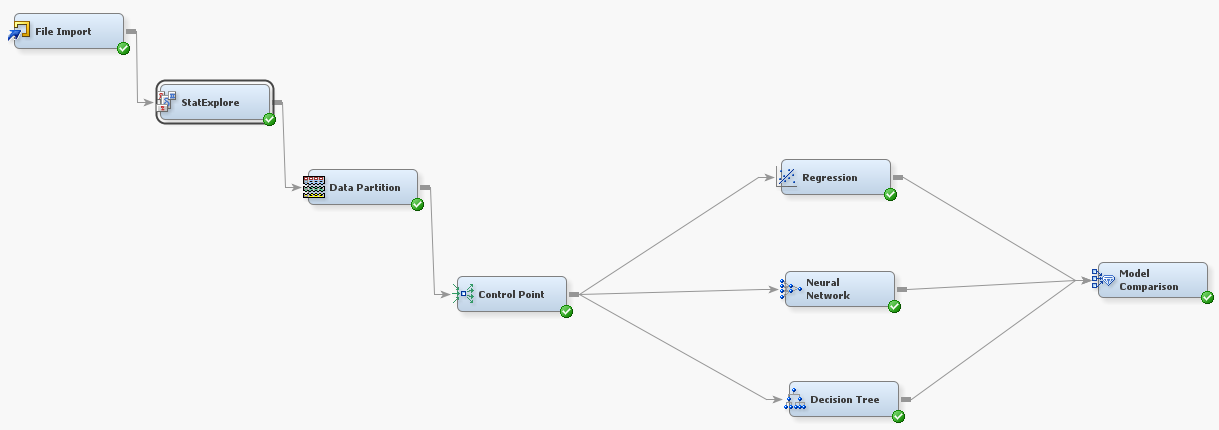 File Import
StatExplore
Data Partition
Control Point
Regression
Neural
Network
Decision Tree
Model
Comparison